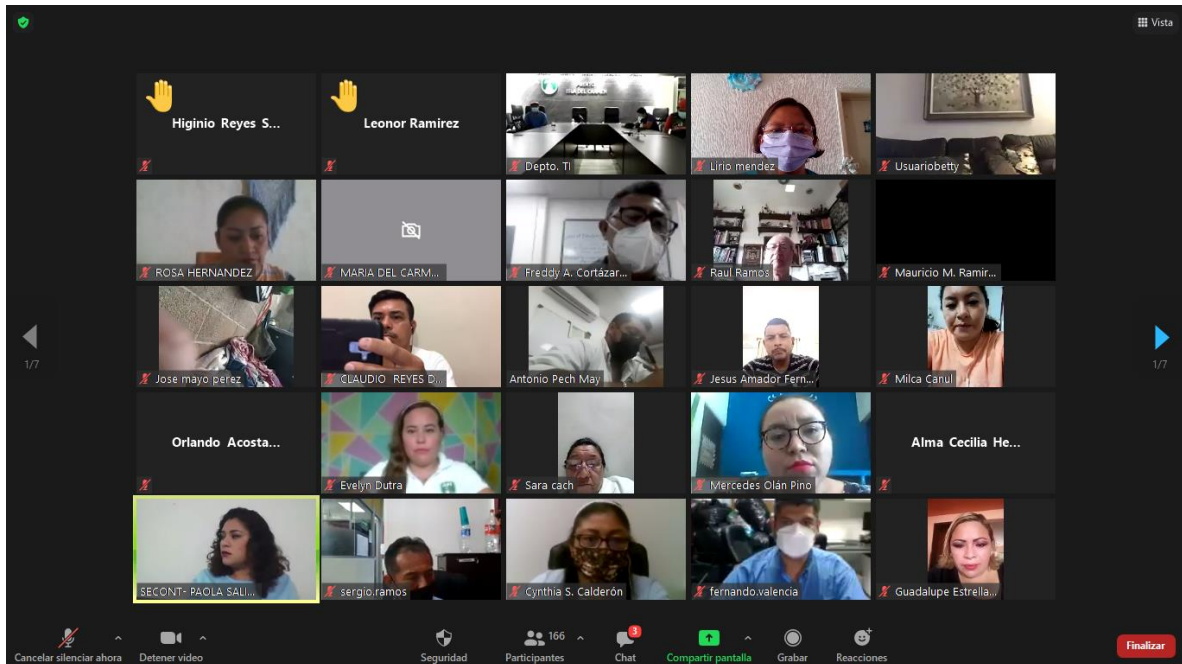 Vista
Higinio Reyes S...
Leonor Ramirez
Depto. TI
Lirio mendez
Usuariobetty
ROSA HERNANDEZ
MARIA DEL CARM...
Freddy A. Cortázar...
Raul Ramos
Mauricio M. Ramir...
Jose mayo perez
CLAUDIO REYES D...
Antonio Pech May
Jesus Amador Fern...
Milca Canul
1/7
1/7
Orlando Acosta...
Evelyn Dutra
Sara cach
Mercedes Olán Pino
Alma Cecilia He...
SECONT- PAOLA SALI...
sergio.ramos
Cynthia S. Calderón
fernando.valencia
Guadalupe Estrella...
Cancelar silenciar ahora
Detener video
Seguridad
166
Participantes
3
Chat
Compartir pantalla
Grabar
Reacciones
Finalizar